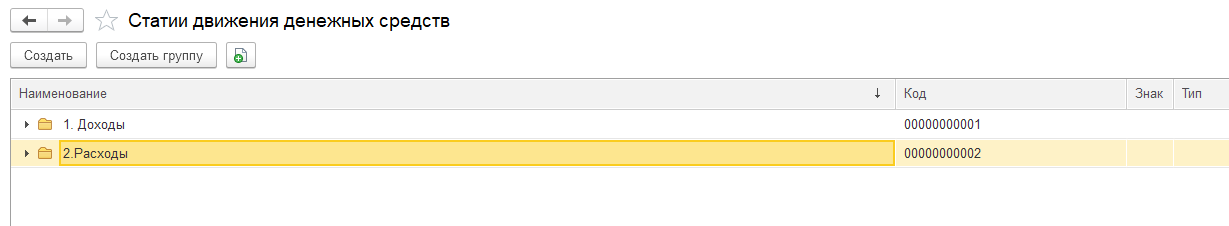 Статии движения денежных средств
Создать Создать группу
Наименование ↓ Код Знак Тип
1. Доходы 00000000001
2.Расходы 00000000002